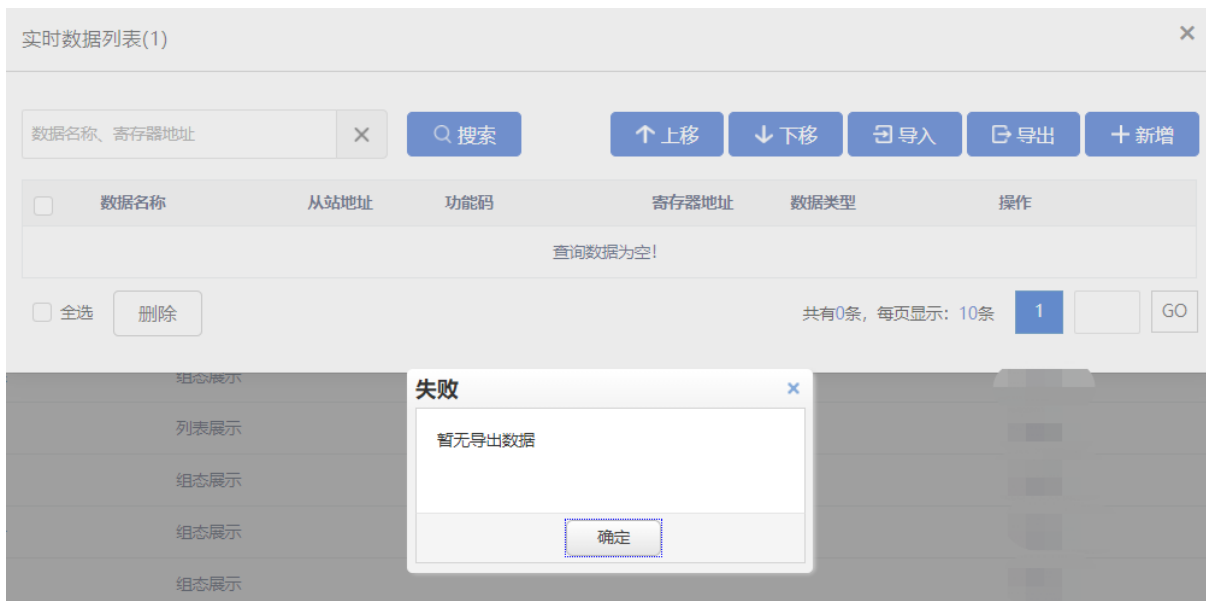 实时数据列表(1)
数据名称、寄存器地址 搜索 上移 下移 导入 导出 新增
数据名称 从站地址 功能码 寄存器地址 数据类型 操作
查询数据为空!
全选 删除 共有0条,每页显示:10条 1 GO
组态展示
失败
列表展示
暂无导出数据
组态展示
组态展示
确定
组态展示